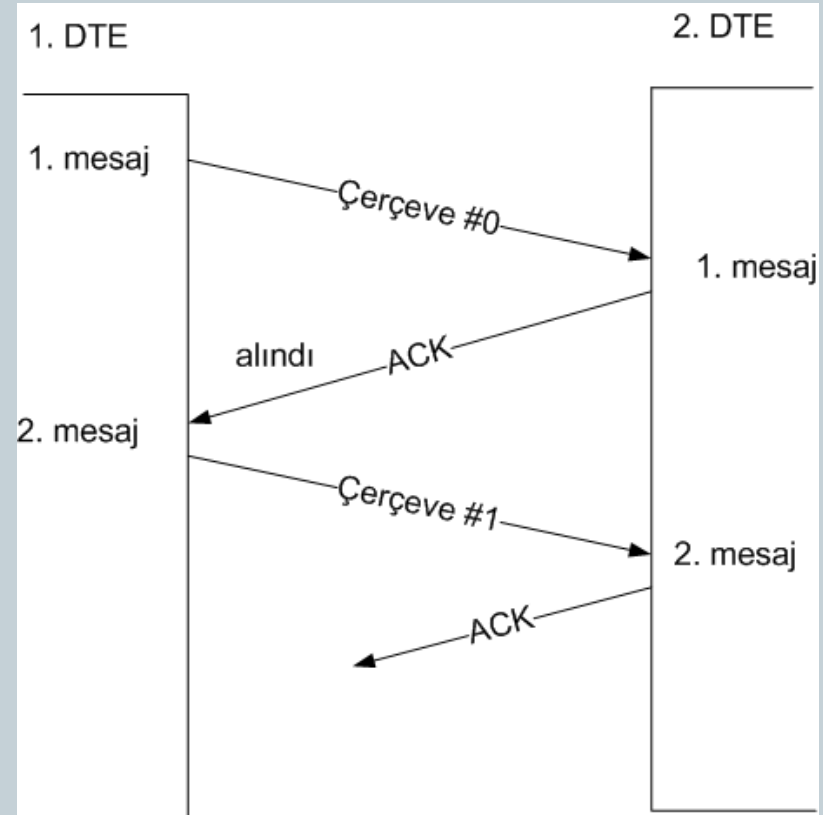 1. DTE
2. DTE
1. mesaj
Çerçeve #0
1. mesaj
alındı
ACK
2. mesaj
Çerçeve #1
2. mesaj
ACK